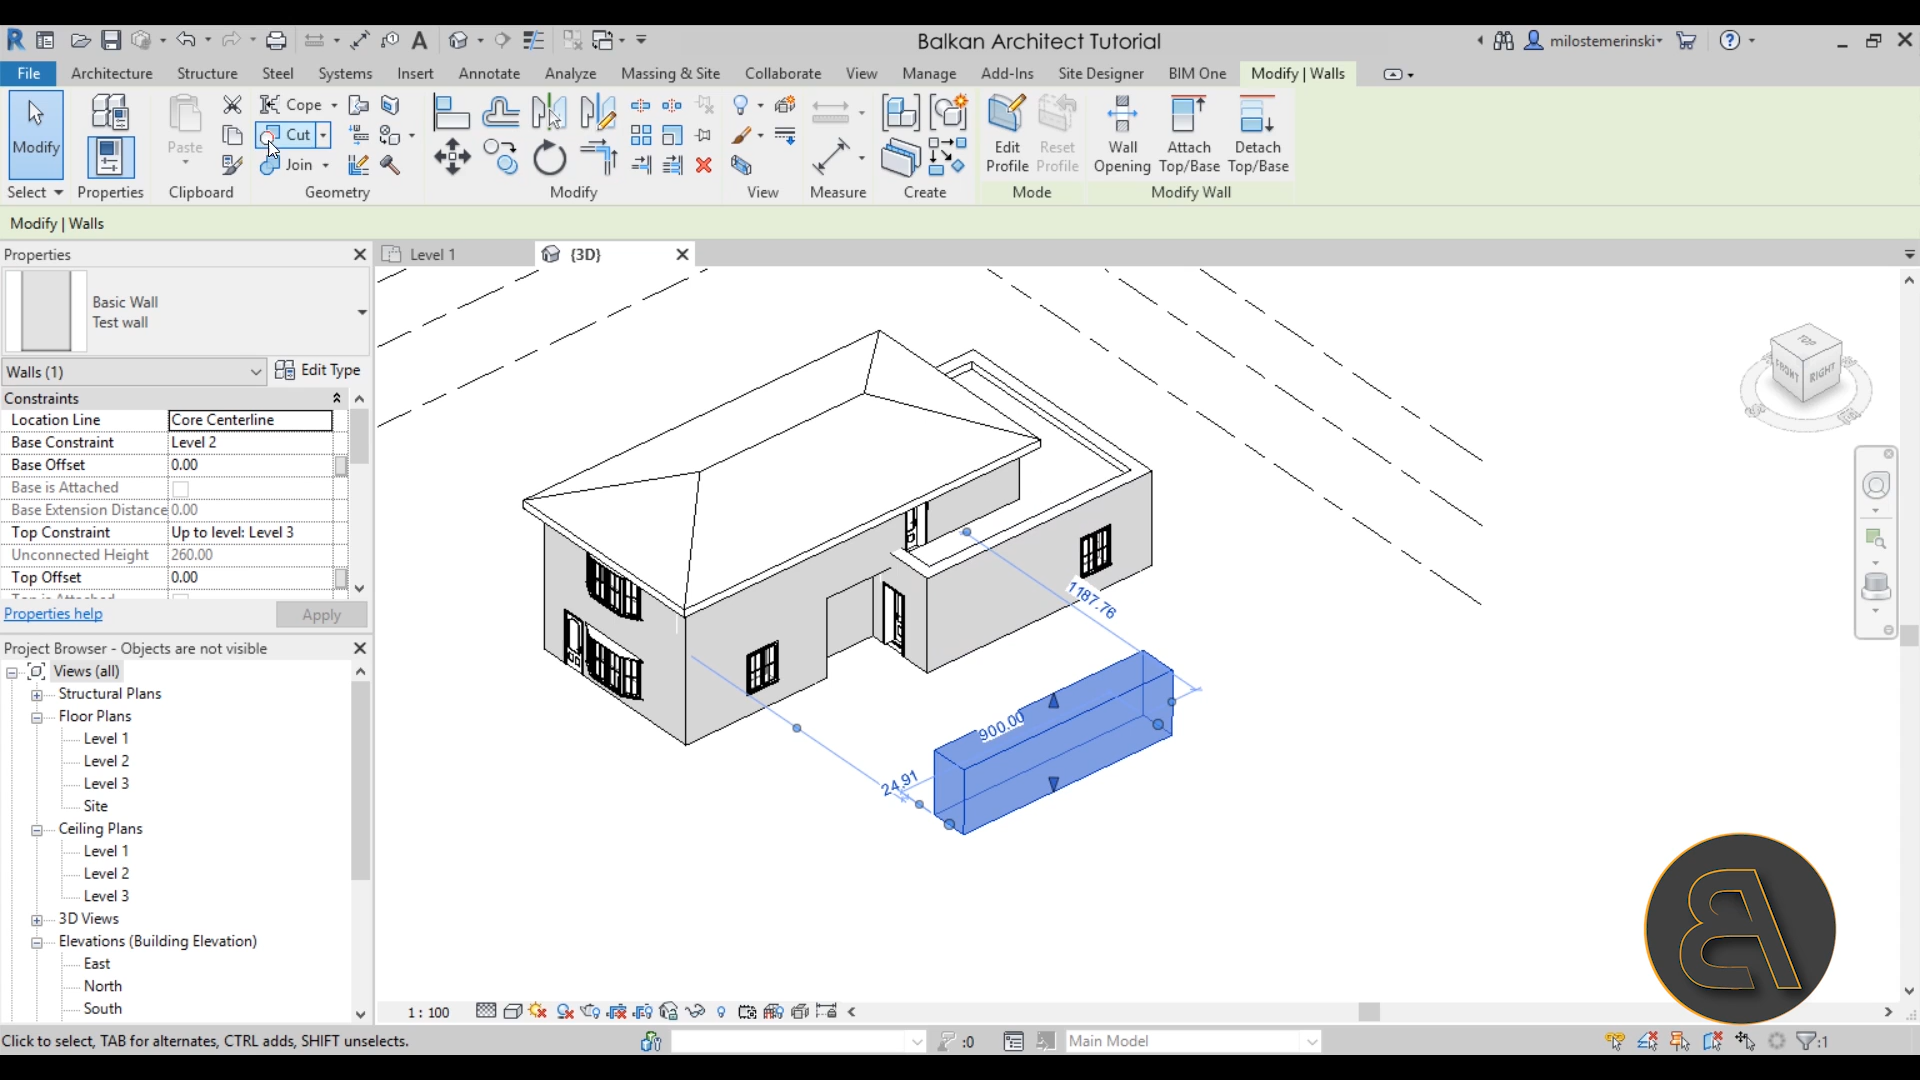 Balkan Architect Tutorial
milostemerinski
File
Architecture
Structure
Steel
Systems
Insert
Annotate
Analyze
Massing & Site
Collaborate
View
Manage
Add-Ins
Site Designer
BIM One
Modify | Walls
Modify
Paste
Cope
Cut
Join
Edit Profile
Reset Profile
Wall Opening
Attach Top/Base
Detach Top/Base
Select
Properties
Clipboard
Geometry
Modify
View
Measure
Create
Mode
Modify Wall
Modify | Walls
Properties
Basic Wall
Test wall
Walls (1)
Edit Type
Constraints
Location Line Core Centerline
Base Constraint Level 2
Base Offset 0.00
Base is Attached
Base Extension Distance 0.00
Top Constraint Up to level: Level 3
Unconnected Height 260.00
Top Offset 0.00
Properties help
Apply
Project Browser - Objects are not visible
Views (all)
Structural Plans
Floor Plans
Level 1
Level 2
Level 3
Site
Ceiling Plans
Level 1
Level 2
Level 3
3D Views
Elevations (Building Elevation)
East
North
South
Level 1
{3D}
TOP
FRONT
RIGHT
1187.76
900.00
24.91
1 : 100
Click to select, TAB for alternates, CTRL adds, SHIFT unselects.
:0
Main Model
:1